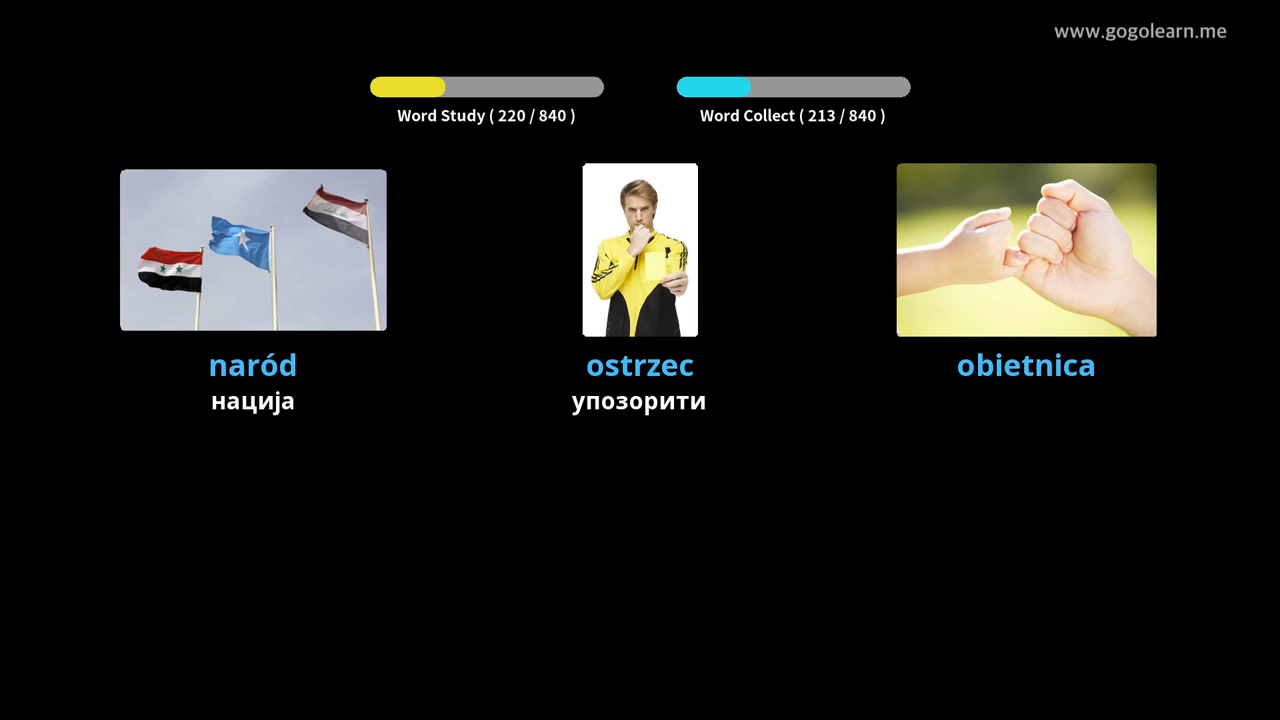 www.gogolearn.me
Word Study ( 220 / 840 )
Word Collect ( 213 / 840 )
naród
ostrzec
obietnica
нација
упозорити